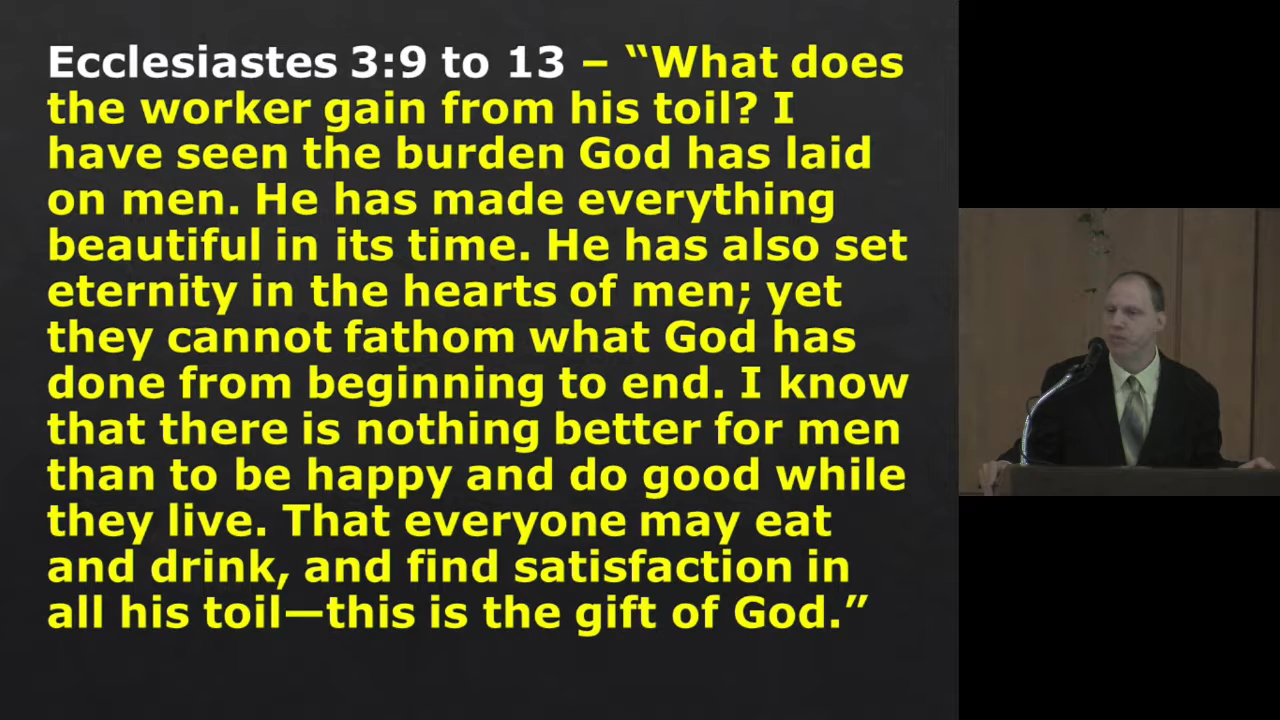 Ecclesiastes 3:9 to 13 – “What does
the worker gain from his toil? I
have seen the burden God has laid
on men. He has made everything
beautiful in its time. He has also set
eternity in the hearts of men; yet
they cannot fathom what God has
done from beginning to end. I know
that there is nothing better for men
than to be happy and do good while
they live. That everyone may eat
and drink, and find satisfaction in
all his toil—this is the gift of God.”